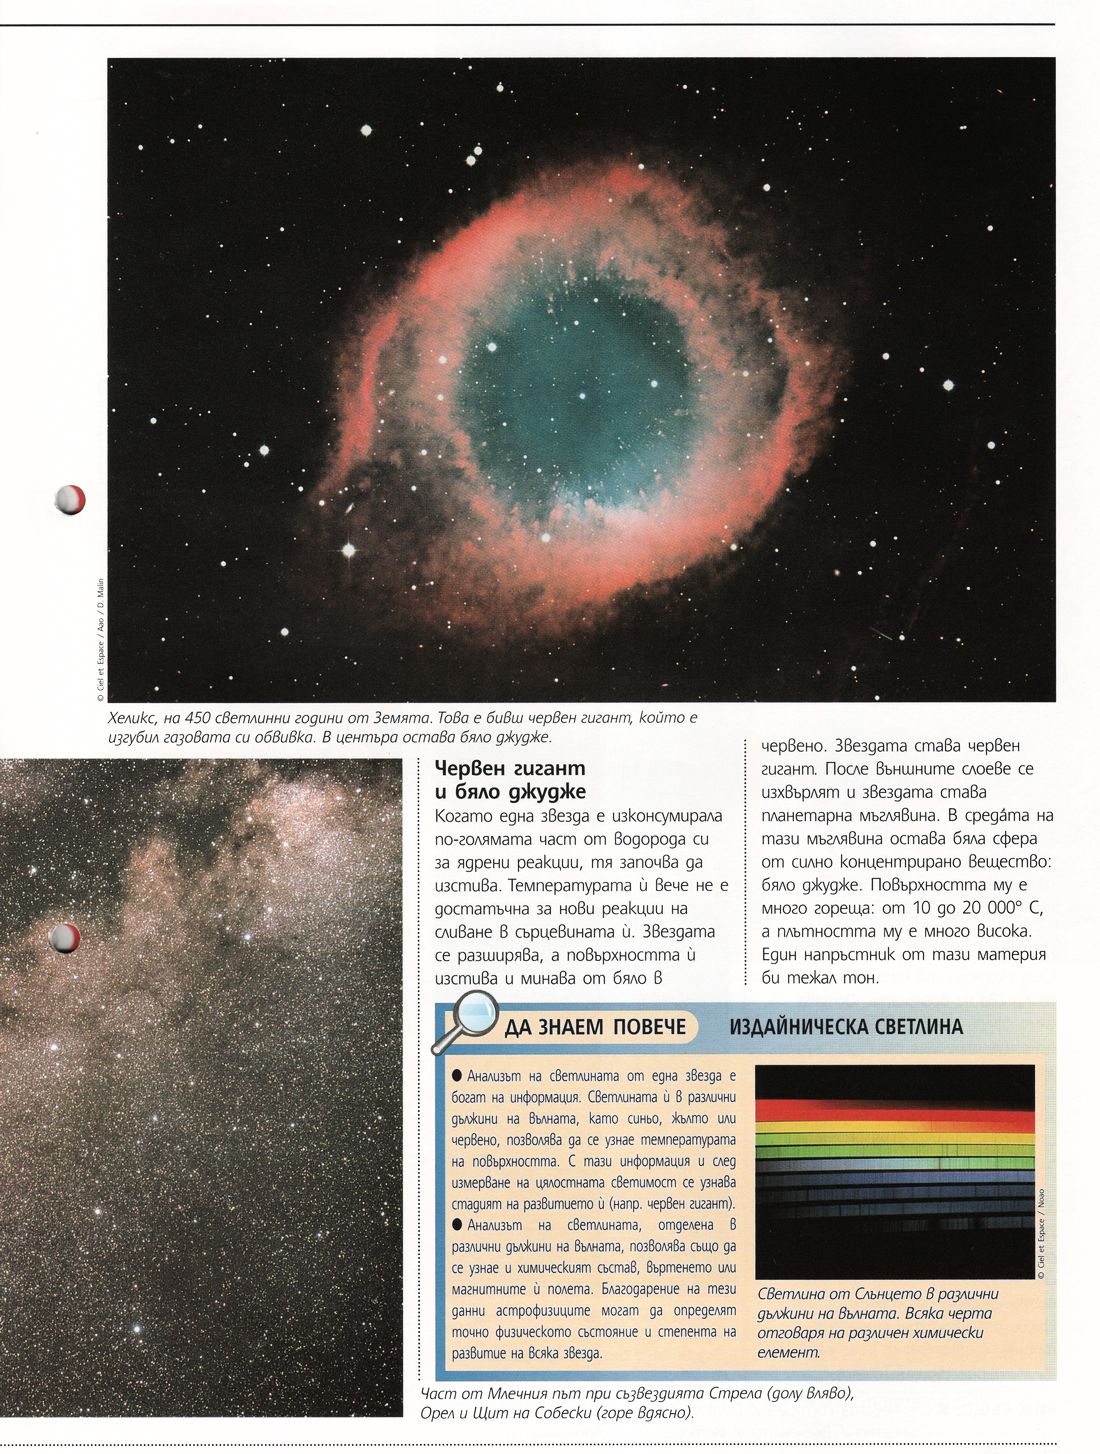 © Ciel et Espace / Aao / D. Malin
Хеликс, на 450 светлинни години от Земята. Това е бивш червен гигант, който е
изгубил газовата си обвивка. В центъра остава бяло джудже.
Червен гигант
и бяло джудже
Когато една звезда е изконсумирала
по-голямата част от водорода си
за ядрени реакции, тя започва да
изстива. Температурата ѝ вече не е
достатъчна за нови реакции на
сливане в сърцевината ѝ. Звездата
се разширява, а повърхността ѝ
изстива и минава от бяло в
червено. Звездата става червен
гигант. После външните слоеве се
изхвърлят и звездата става
планетарна мъглявина. В среда́та на
тази мъглявина остава бяла сфера
от силно концентрирано вещество:
бяло джудже. Повърхността му е
много гореща: от 10 до 20 000° С,
а плътността му е много висока.
Един напръстник от тази материя
би тежал тон.
ДА ЗНАЕМ ПОВЕЧЕ
ИЗДАЙНИЧЕСКА СВЕТЛИНА
● Анализът на светлината от една звезда е
богат на информация. Светлината ѝ в различни
дължини на вълната, като синьо, жълто или
червено, позволява да се узнае температурата
на повърхността. С тази информация и след
измерване на цялостната светимост се узнава
стадият на развитието ѝ (напр. червен гигант).
● Анализът на светлината, отделена в
различни дължини на вълната, позволява също да
се узнае и химическият състав, въртенето или
магнитните ѝ полета. Благодарение на тези
данни астрофизиците могат да определят
точно физическото състояние и степента на
развитие на всяка звезда.
© Ciel et Espace / Noao
Светлина от Слънцето в различни
дължини на вълната. Всяка черта
отговаря на различен химически
елемент.
Част от Млечния път при съзвездията Стрела (долу вляво),
Орел и Щит на Собески (горе вдясно).